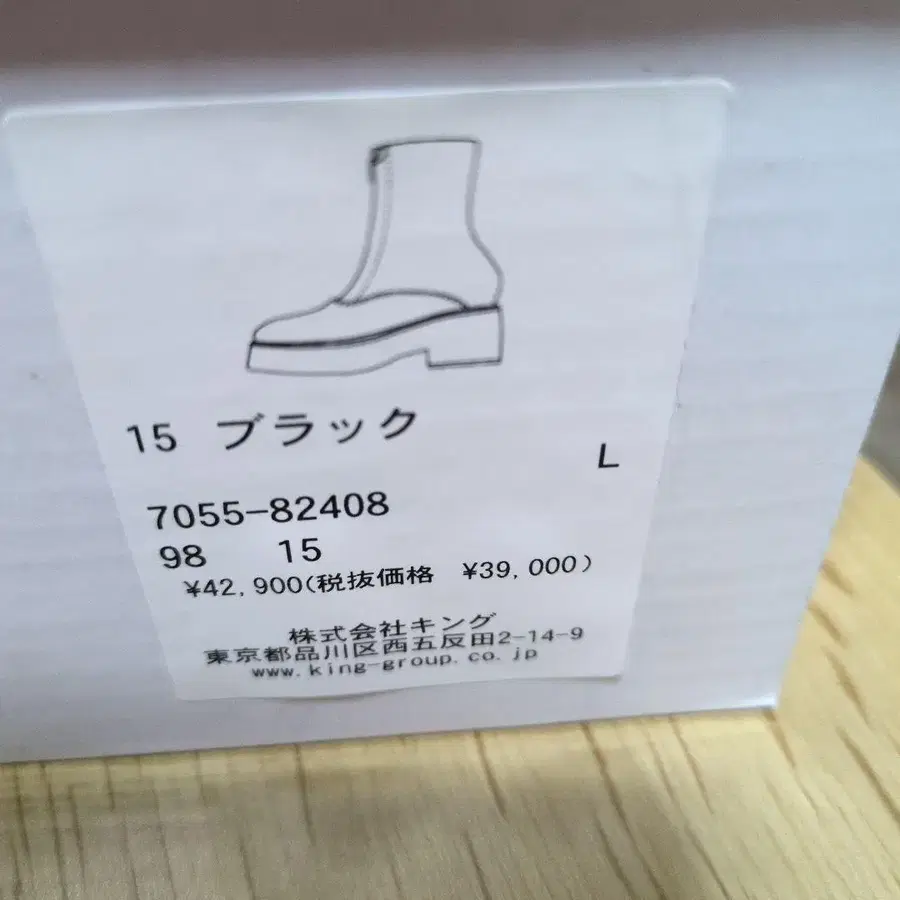 15 ブラック
L
7055-82408
98 15
¥42,900(税抜価格 ¥39,000)
株式会社キング
東京都品川区西五反田2-14-9
www.king-group.co.jp